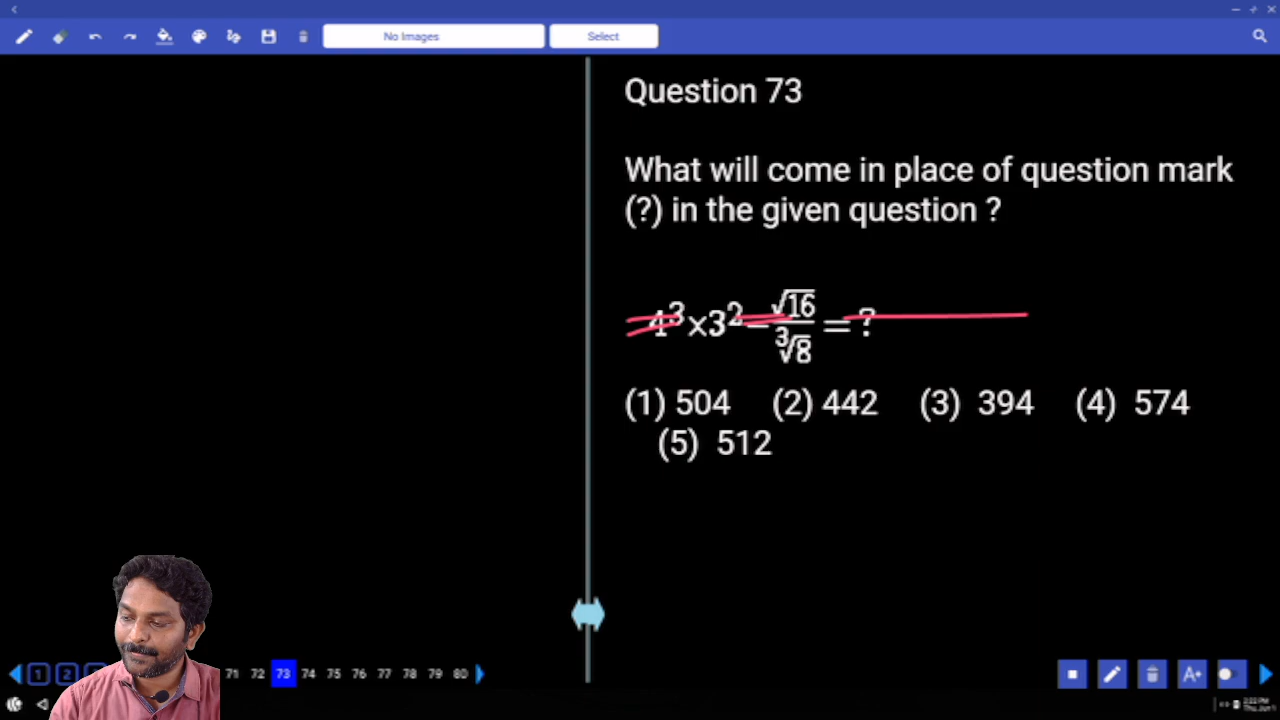 No Images
Select
Question 73
What will come in place of question mark
(?) in the given question ?
4³×3²−√16/∛8=?
(1) 504 (2) 442 (3) 394 (4) 574
(5) 512
1 2 71 72 73 74 75 76 77 78 79 80
A+